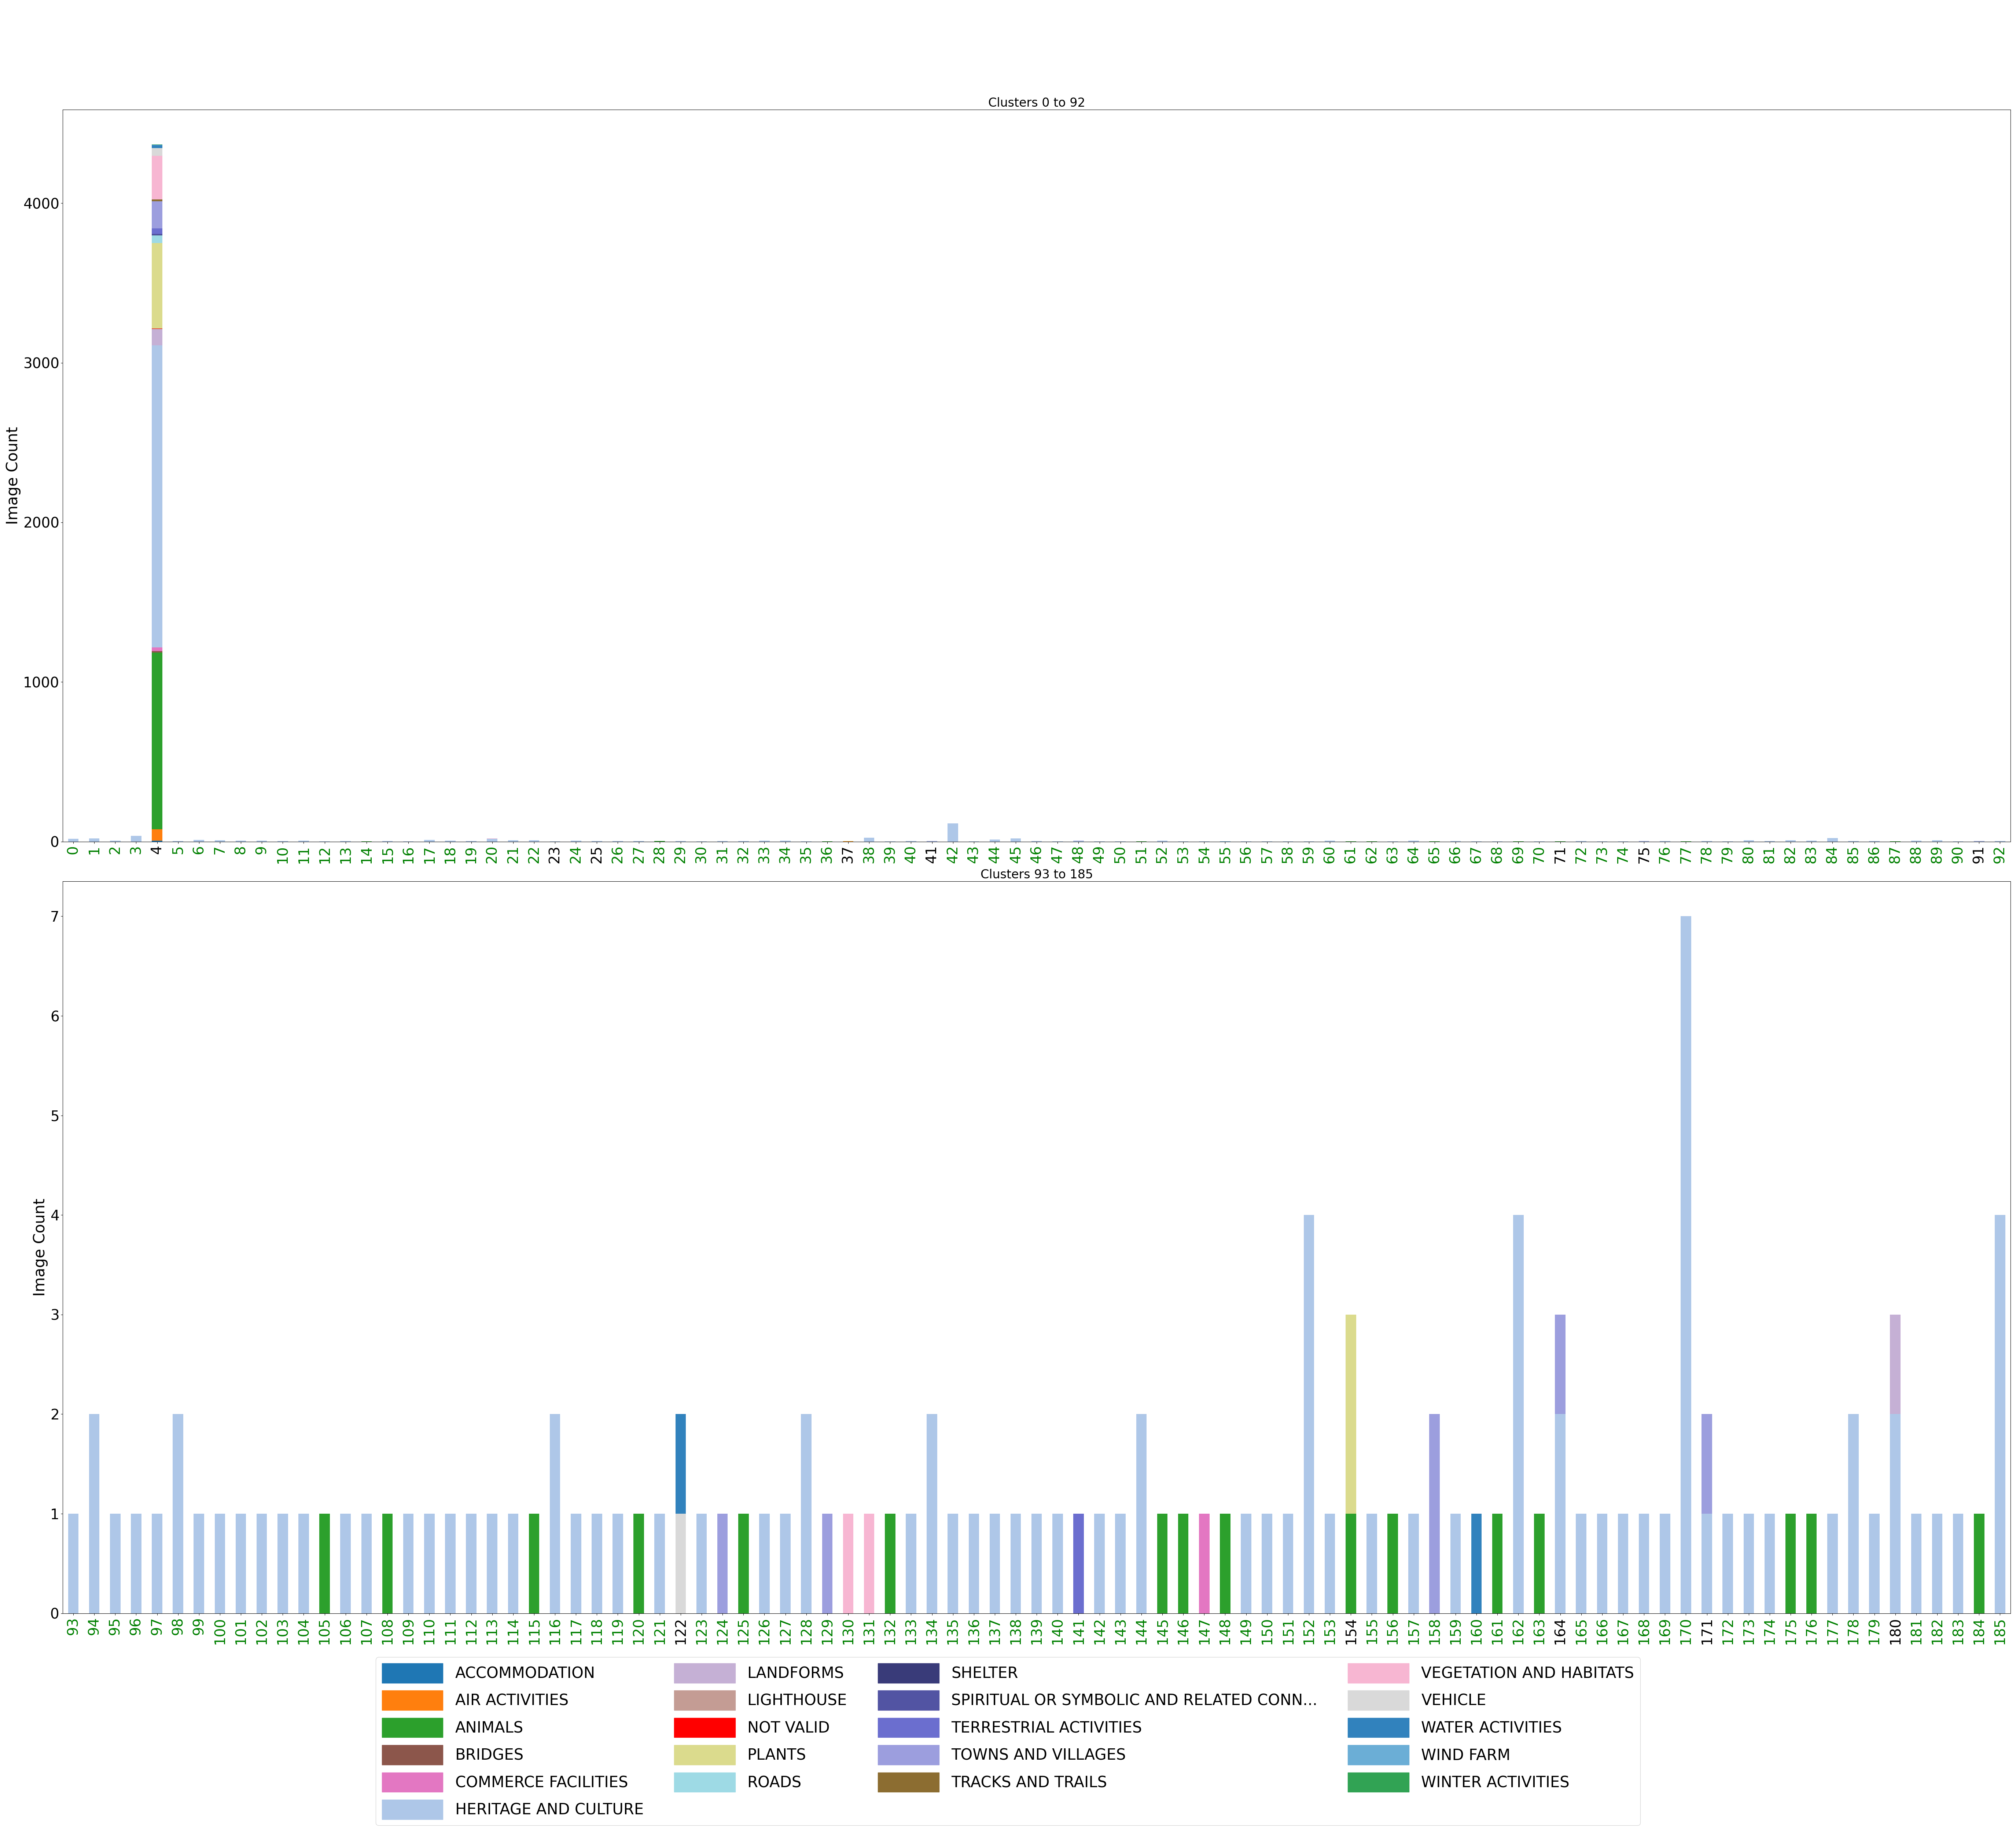 Clusters 0 to 92
Image Count
4000
3000
2000
1000
0
0 1 2 3 4 5 6 7 8 9 10 11 12 13 14 15 16 17 18 19 20 21 22 23 24 25 26 27 28 29 30 31 32 33 34 35 36 37 38 39 40 41 42 43 44 45 46 47 48 49 50 51 52 53 54 55 56 57 58 59 60 61 62 63 64 65 66 67 68 69 70 71 72 73 74 75 76 77 78 79 80 81 82 83 84 85 86 87 88 89 90 91 92
Clusters 93 to 185
Image Count
7
6
5
4
3
2
1
0
93 94 95 96 97 98 99 100 101 102 103 104 105 106 107 108 109 110 111 112 113 114 115 116 117 118 119 120 121 122 123 124 125 126 127 128 129 130 131 132 133 134 135 136 137 138 139 140 141 142 143 144 145 146 147 148 149 150 151 152 153 154 155 156 157 158 159 160 161 162 163 164 165 166 167 168 169 170 171 172 173 174 175 176 177 178 179 180 181 182 183 184 185
ACCOMMODATION
AIR ACTIVITIES
ANIMALS
BRIDGES
COMMERCE FACILITIES
HERITAGE AND CULTURE
LANDFORMS
LIGHTHOUSE
NOT VALID
PLANTS
ROADS
SHELTER
SPIRITUAL OR SYMBOLIC AND RELATED CONN...
TERRESTRIAL ACTIVITIES
TOWNS AND VILLAGES
TRACKS AND TRAILS
VEGETATION AND HABITATS
VEHICLE
WATER ACTIVITIES
WIND FARM
WINTER ACTIVITIES